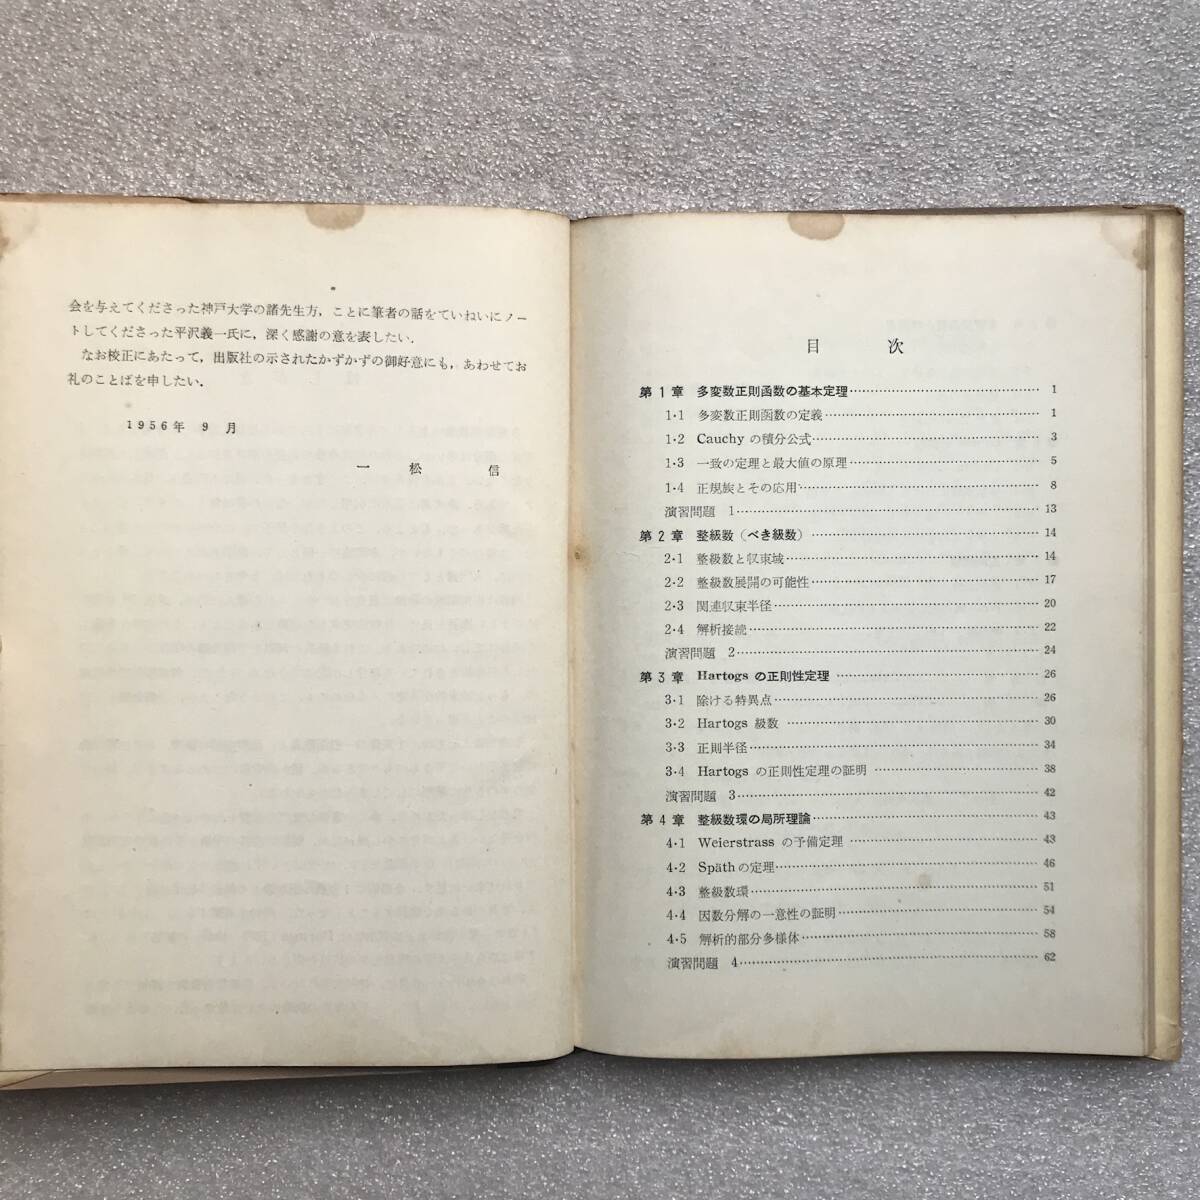 会を与えてくださった神戸大学の諸先生方，ことに筆者の話をていねいにノー
トしてくださった平沢義一氏に，深く感謝の意を表したい．
なお校正にあたって，出版社の示されたかずかずの御好意にも，あわせてお
礼のことばを申したい．
1956年 9月
一松 信
目 次
第1章 多変数正則函数の基本定理…………1
1・1 多変数正則函数の定義…………1
1・2 Cauchy の積分公式…………3
1・3 一致の定理と最大値の原理…………5
1・4 正規族とその応用…………8
演習問題 1…………13
第2章 整級数（べき級数）…………14
2・1 整級数と収束域…………14
2・2 整級数展開の可能性…………17
2・3 関連収束半径…………20
2・4 解析接続…………22
演習問題 2…………24
第3章 Hartogs の正則性定理…………26
3・1 除ける特異点…………26
3・2 Hartogs 級数…………30
3・3 正則半径…………34
3・4 Hartogs の正則性定理の証明…………38
演習問題 3…………42
第4章 整級数環の局所理論…………43
4・1 Weierstrass の予備定理…………43
4・2 Späthの定理…………46
4・3 整級数環…………51
4・4 因数分解の一意性の証明…………54
4・5 解析的部分多様体…………58
演習問題 4…………62